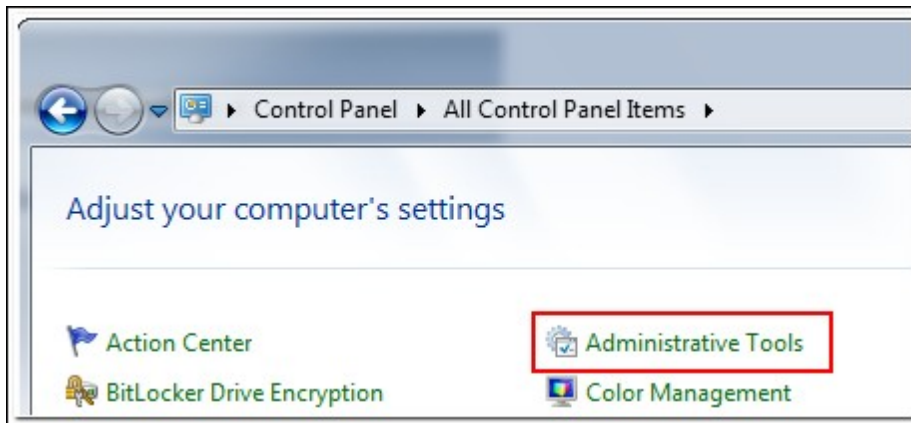 Control Panel All Control Panel Items
Adjust your computer's settings
Action Center Administrative Tools
BitLocker Drive Encryption Color Management